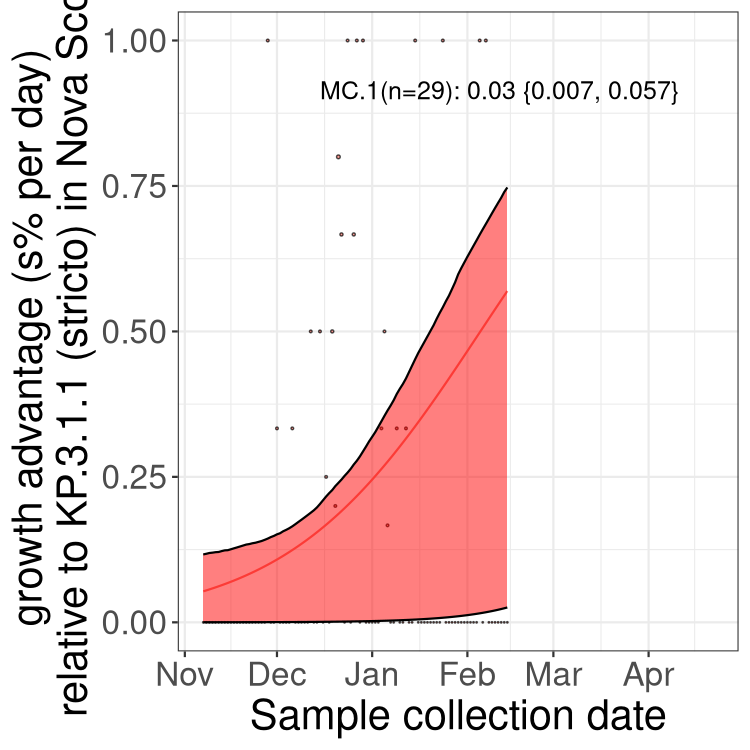 growth advantage (s% per day)
relative to KP.3.1.1 (stricto) in Nova
1.00
0.75
0.50
0.25
0.00
MC.1(n=29): 0.03 {0.007, 0.057}
Nov Dec Jan Feb Mar Apr
Sample collection date